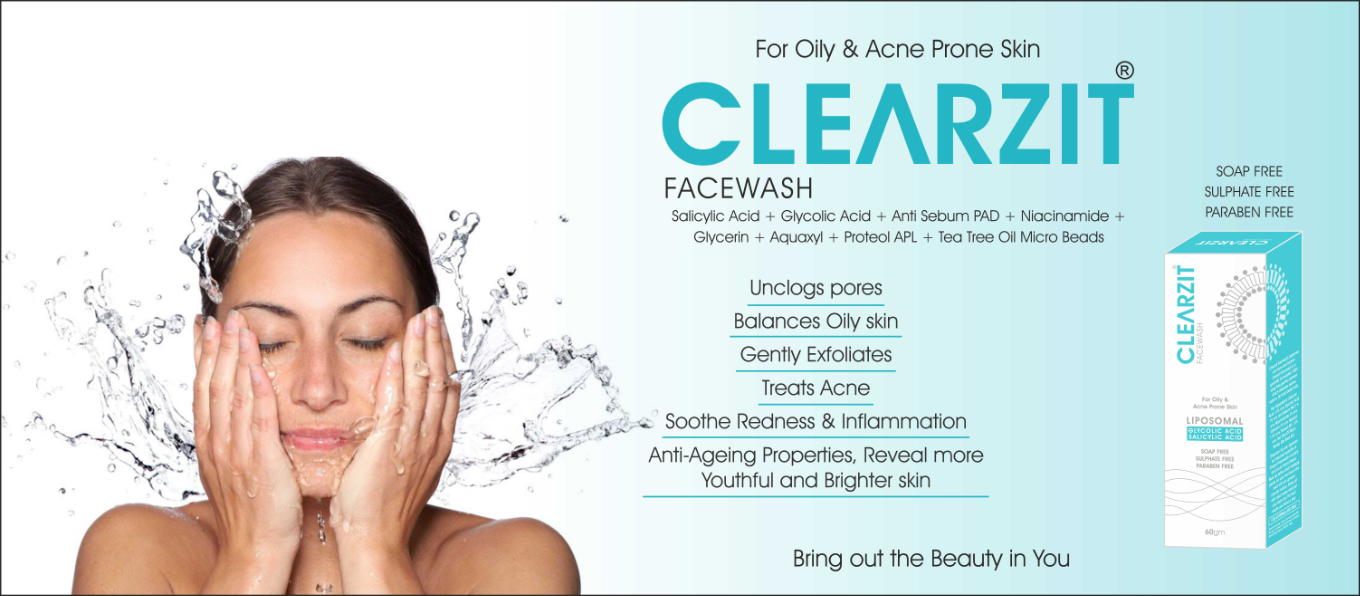 For Oily & Acne Prone Skin
CLEARZIT®
FACEWASH
Salicylic Acid + Glycolic Acid + Anti Sebum PAD + Niacinamide +
Glycerin + Aquaxyl + Proteol APL + Tea Tree Oil Micro Beads
Unclogs pores
Balances Oily skin
Gently Exfoliates
Treats Acne
Soothe Redness & Inflammation
Anti-Ageing Properties, Reveal more
Youthful and Brighter skin
Bring out the Beauty in You
SOAP FREE
SULPHATE FREE
PARABEN FREE
CLEARZIT
CLEARZIT®
FACEWASH
For Oily &
Acne Prone Skin
LIPOSOMAL
GLYCOLIC ACID
SALICYLIC ACID
SOAP FREE
SULPHATE FREE
PARABEN FREE
60gm